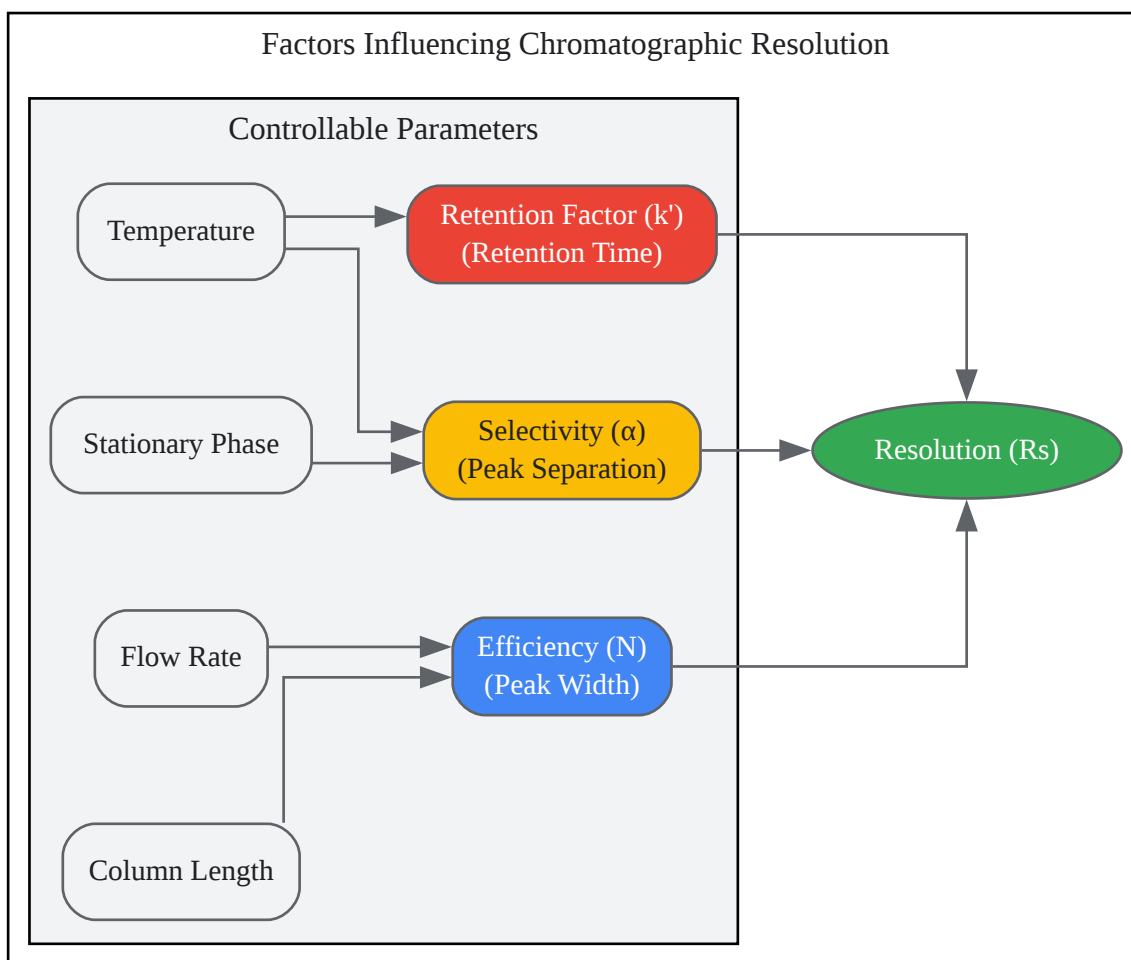 Factors Influencing Chromatographic Resolution
Controllable Parameters
Temperature
Retention Factor (k')
(Retention Time)
Stationary Phase
Selectivity (α)
(Peak Separation)
Resolution (Rs)
Flow Rate
Efficiency (N)
(Peak Width)
Column Length